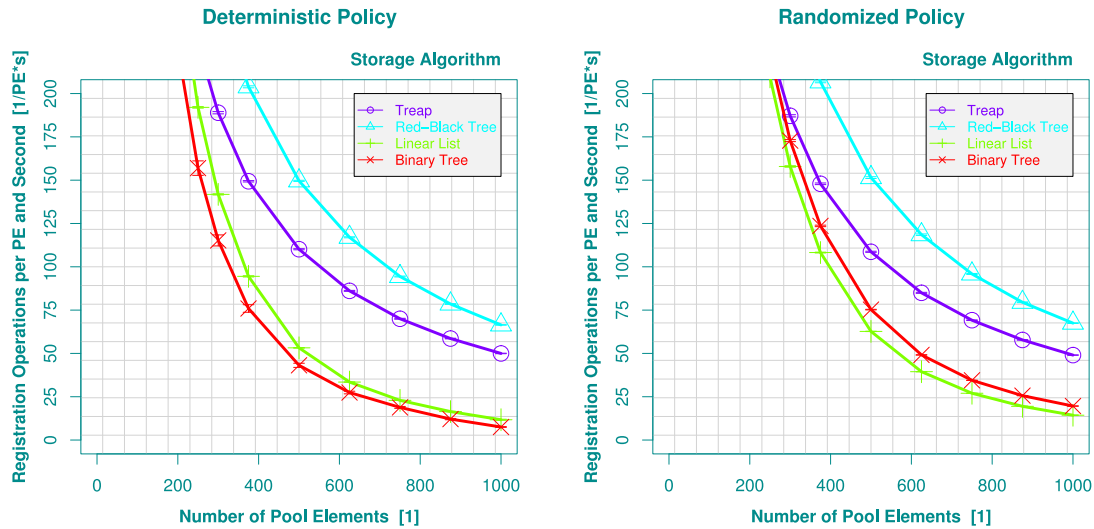 Deterministic Policy
Storage Algorithm
Registration Operations per PE and Second [1/PE*s]
200
175
150
125
100
75
50
25
0
Treap
Red-Black Tree
Linear List
Binary Tree
0 200 400 600 800 1000
Number of Pool Elements [1]
Randomized Policy
Storage Algorithm
Registration Operations per PE and Second [1/PE*s]
200
175
150
125
100
75
50
25
0
Treap
Red-Black Tree
Linear List
Binary Tree
0 200 400 600 800 1000
Number of Pool Elements [1]